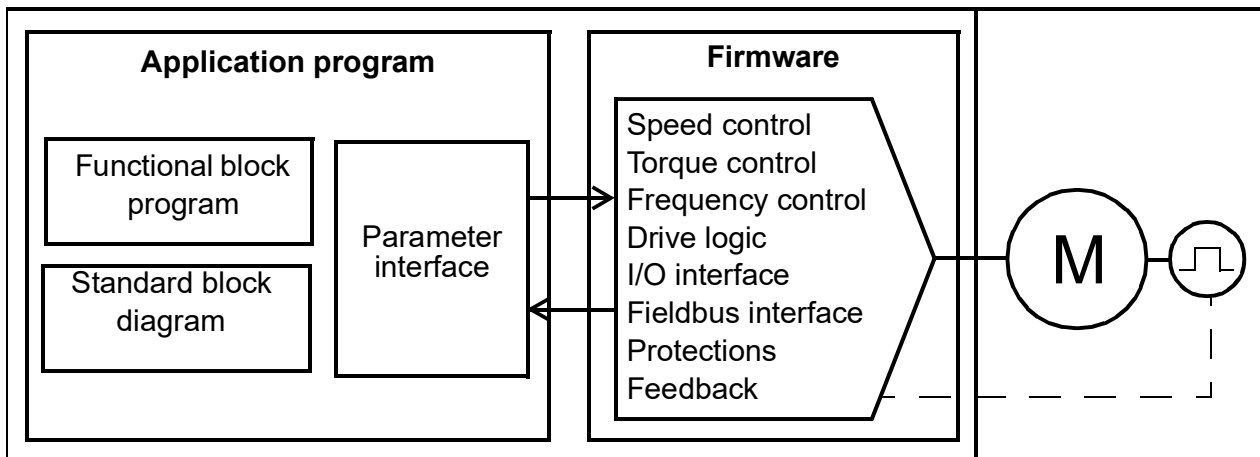 Application program
Functional block
program
Standard block
diagram
Parameter
interface
Firmware
Speed control
Torque control
Frequency control
Drive logic
I/O interface
Fieldbus interface
Protections
Feedback
M